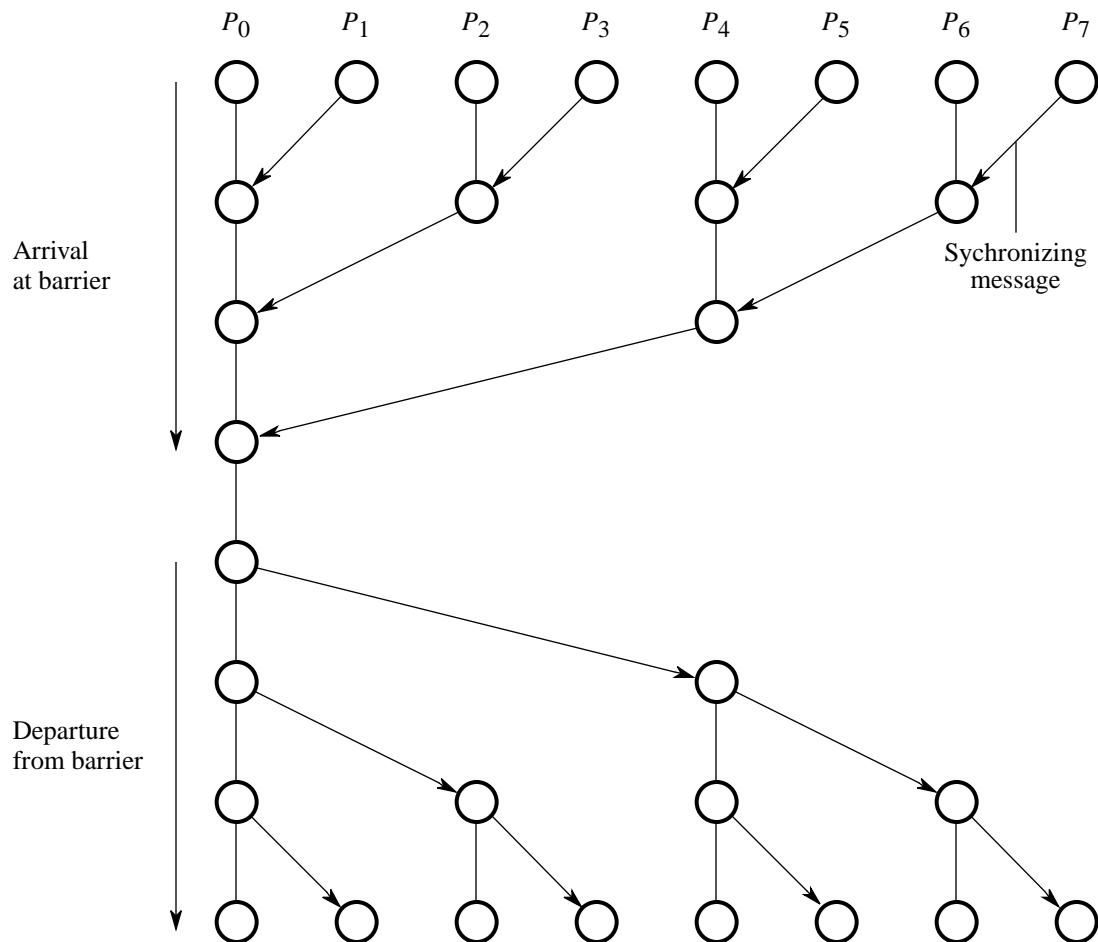 P0 P1 P2 P3 P4 P5 P6 P7
Arrival
at barrier
Sychronizing
message
Departure
from barrier